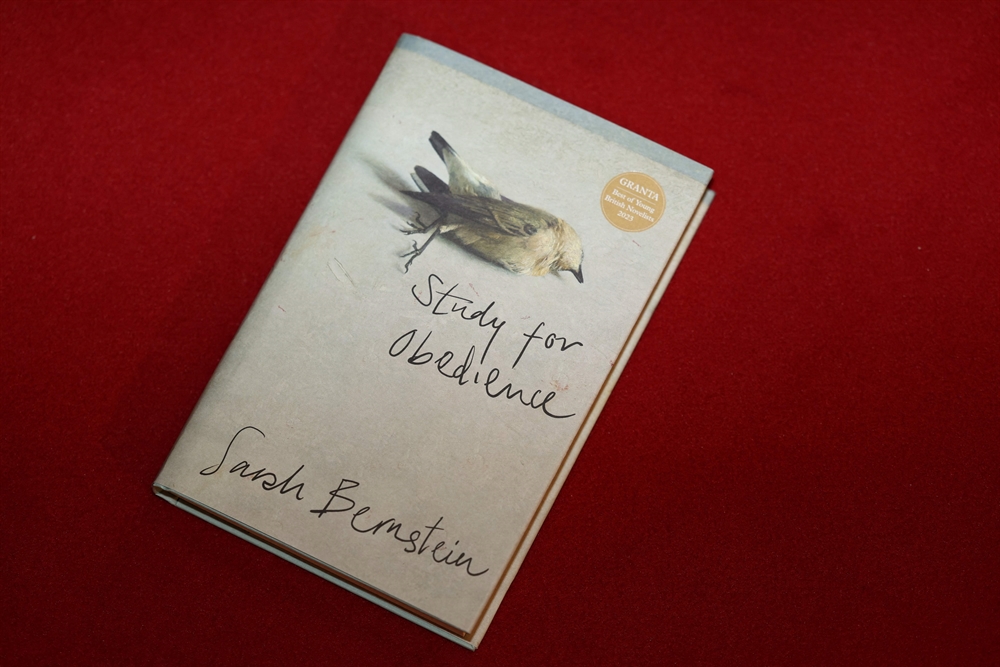 GRANTA
Best of Young
British Novelists
2023
Study for
Obedience
Sarah Bernstein